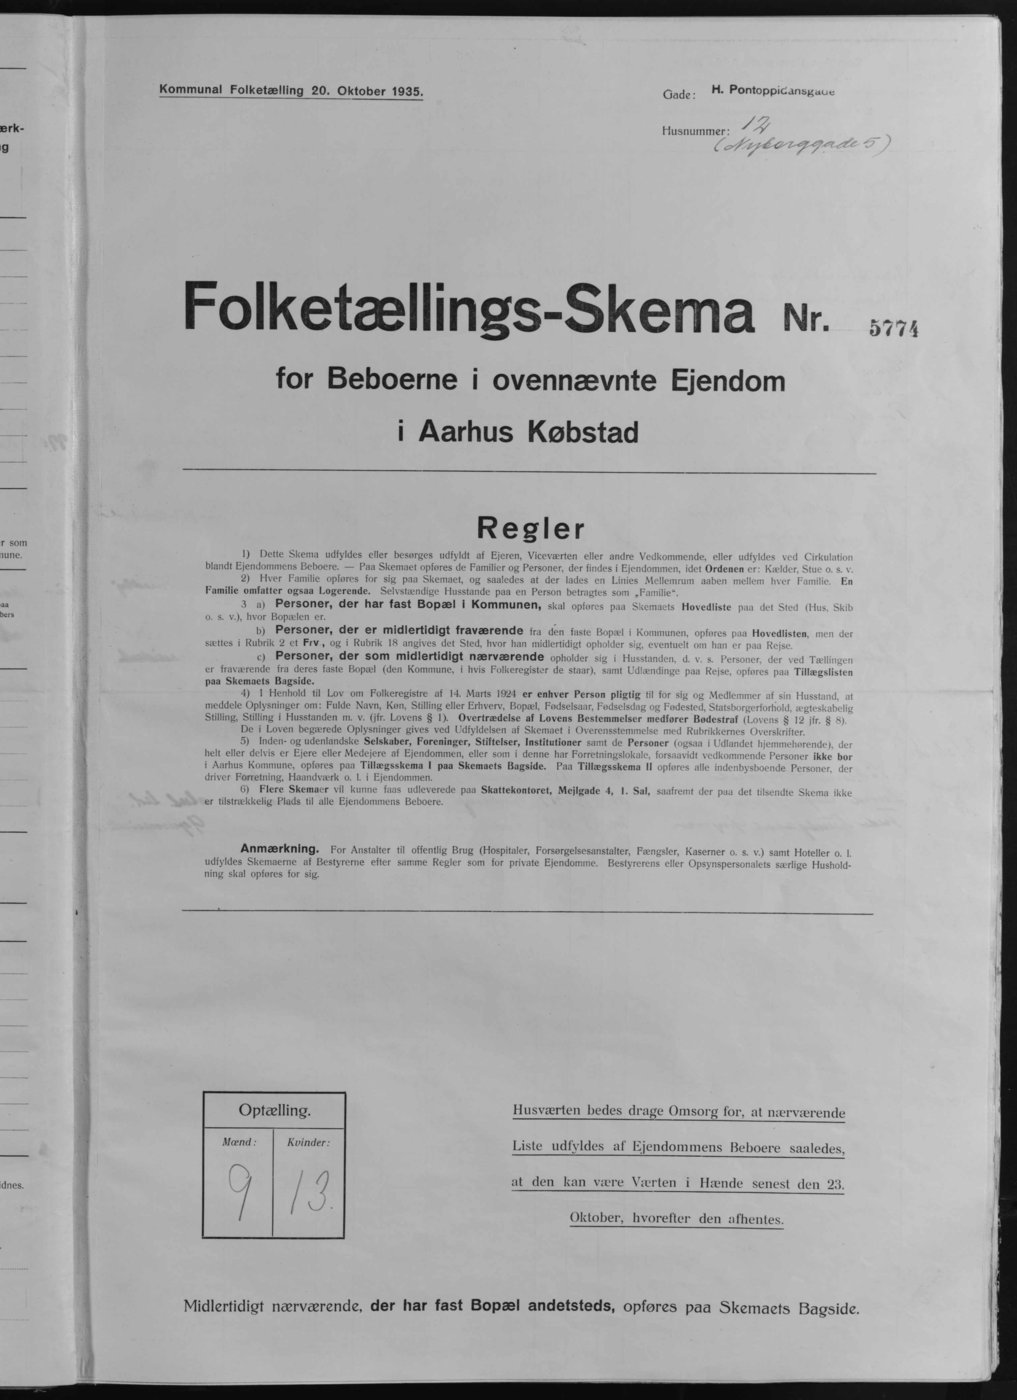 Kommunal Folketælling 20. Oktober 1935.
Gade: H. Pontoppidansgade
Husnummer: 12
(Nyborggade 5)
Folketællings-Skema Nr. 5774
for Beboerne i ovennævnte Ejendom
i Aarhus Købstad
Regler
1) Dette Skema udfyldes eller besørges udfyldt af Ejeren, Viceværten eller andre Vedkommende, eller udfyldes ved Cirkulation
blandt Ejendommens Beboere. — Paa Skemaet opføres de Familier og Personer, der findes i Ejendommen, idet Ordenen er: Kælder, Stue o. s. v.
2) Hver Familie opføres for sig paa Skemaet, og saaledes at der lades en Linies Mellemrum aaben mellem hver Familie. En
Familie omfatter ogsaa Logerende. Selvstændige Husstande paa en Person betragtes som „Familie“.
3 a) Personer, der har fast Bopæl i Kommunen, skal opføres paa Skemaets Hovedliste paa det Sted (Hus, Skib
o. s. v.), hvor Bopælen er.
b) Personer, der er midlertidigt fraværende fra den faste Bopæl i Kommunen, opføres paa Hovedlisten, men der
sættes i Rubrik 2 et Frv., og i Rubrik 18 angives det Sted, hvor han midlertidigt opholder sig, eventuelt om han er paa Rejse.
c) Personer, der som midlertidigt nærværende opholder sig i Husstanden, d. v. s. Personer, der ved Tællingen
er fraværende fra deres faste Bopæl (den Kommune, i hvis Folkeregister de staar), samt Udlændinge paa Rejse, opføres paa Tillægslisten
paa Skemaets Bagside.
4) I Henhold til Lov om Folkeregistre af 14. Marts 1924 er enhver Person pligtig til for sig og Medlemmer af sin Husstand, at
meddele Oplysninger om: Fulde Navn, Køn, Stilling eller Erhverv, Bopæl, Fødselsaar, Fødselsdag og Fødested, Statsborgerforhold, ægteskabelig
Stilling, Stilling i Husstanden m. v. (jfr. Lovens § 1). Overtrædelse af Lovens Bestemmelser medfører Bødestraf (Lovens § 12 jfr. § 8).
De i Loven begærede Oplysninger gives ved Udfyldelsen af Skemaet i Overensstemmelse med Rubrikkernes Overskrifter.
5) Inden- og udenlandske Selskaber, Foreninger, Stiftelser, Institutioner samt de Personer (ogsaa i Udlandet hjemmehørende), der
helt eller delvis er Ejere eller Medejere af Ejendommen, eller som i denne har Forretningslokale, forsaavidt vedkommende Personer ikke bor
i Aarhus Kommune, opføres paa Tillægsskema I paa Skemaets Bagside. Paa Tillægsskema II opføres alle indenbysboende Personer, der
driver Forretning, Haandværk o. l. i Ejendommen.
6) Flere Skemaer vil kunne faas udleverede paa Skattekontoret, Mejlgade 4, 1. Sal, saafremt der paa det tilsendte Skema ikke
er tilstrækkelig Plads til alle Ejendommens Beboere.
Anmærkning. For Anstalter til offentlig Brug (Hospitaler, Forsørgelsesanstalter, Fængsler, Kaserner o. s. v.) samt Hoteller o. l.
udfyldes Skemaerne af Bestyrerne efter samme Regler som for private Ejendomme. Bestyrerens eller Opsynspersonalets særlige Hushold-
ning skal opføres for sig.
Optælling.
Mænd: Kvinder:
9 13.
Husværten bedes drage Omsorg for, at nærværende
Liste udfyldes af Ejendommens Beboere saaledes,
at den kan være Værten i Hænde senest den 23.
Oktober, hvorefter den afhentes.
Midlertidigt nærværende, der har fast Bopæl andetsteds, opføres paa Skemaets Bagside.